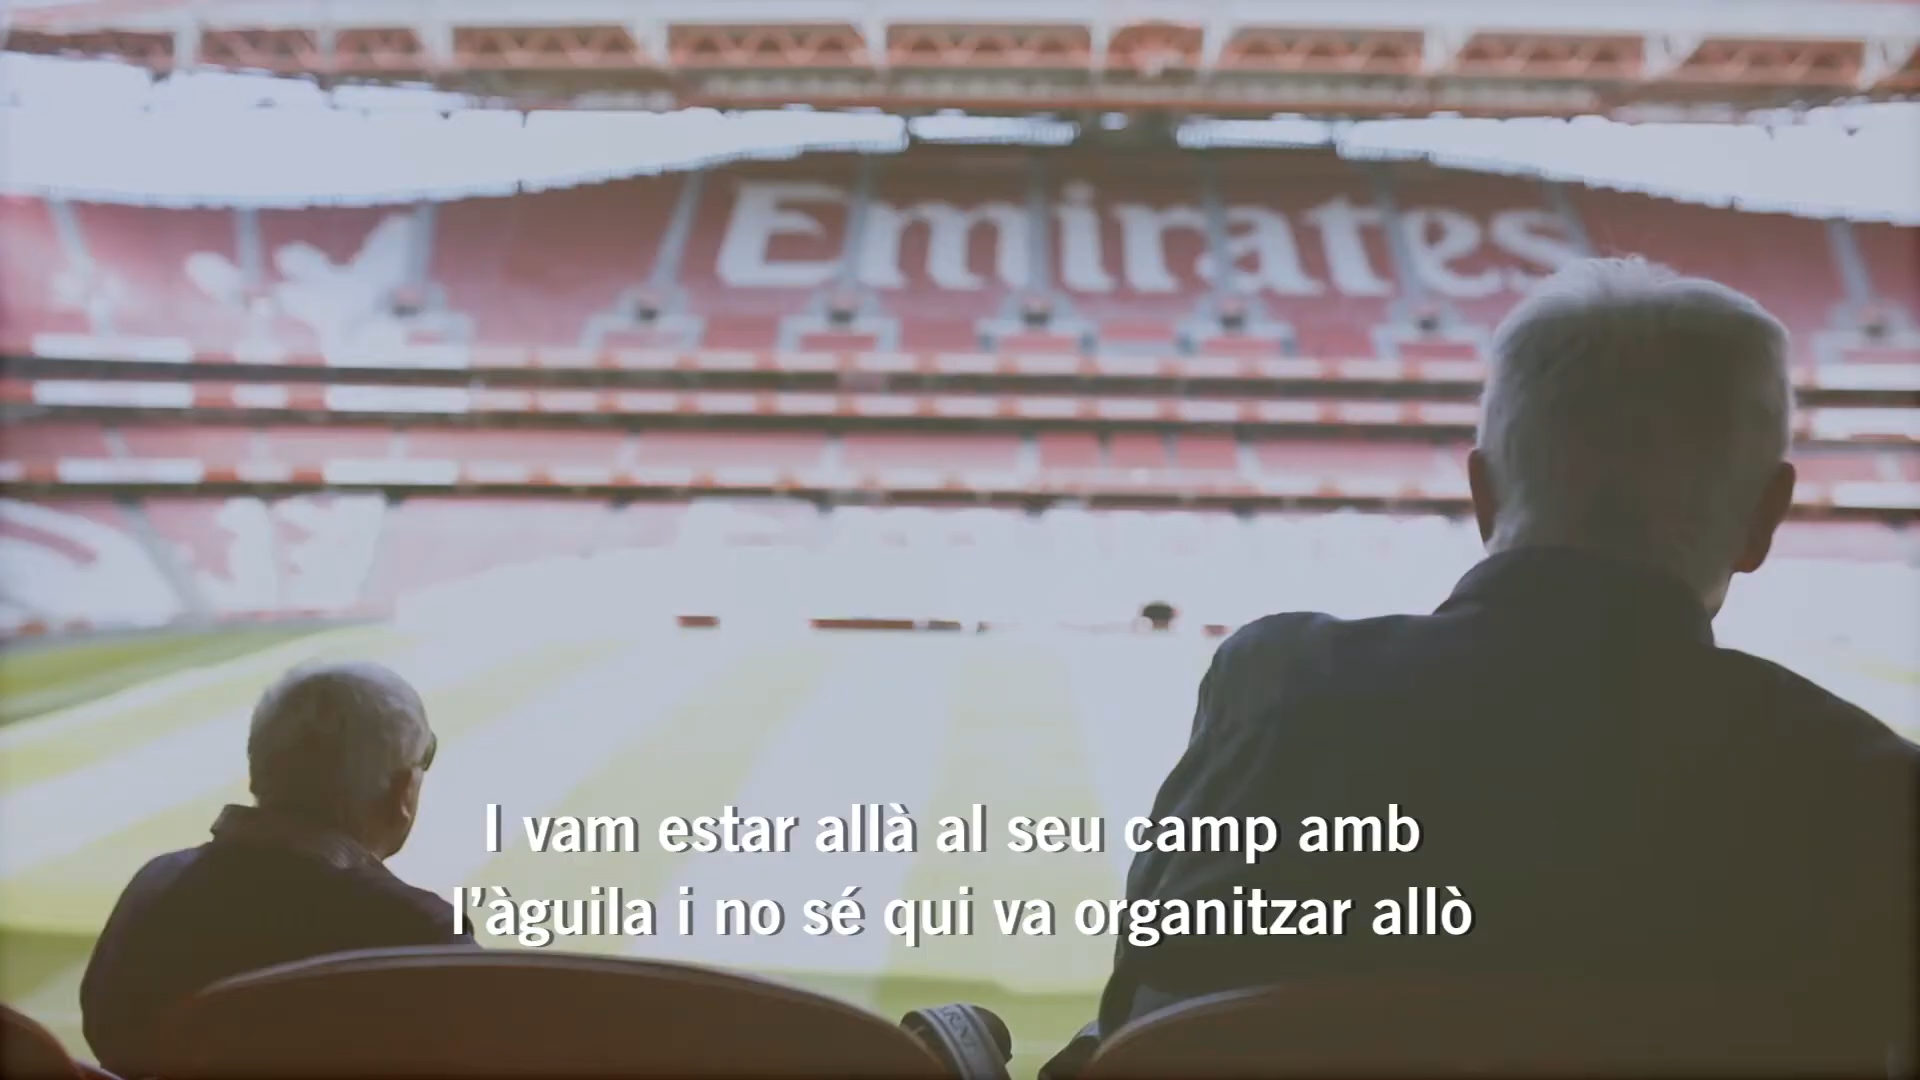 Emirates
I vam estar allà al seu camp amb
l’àguila i no sé qui va organitzar allò